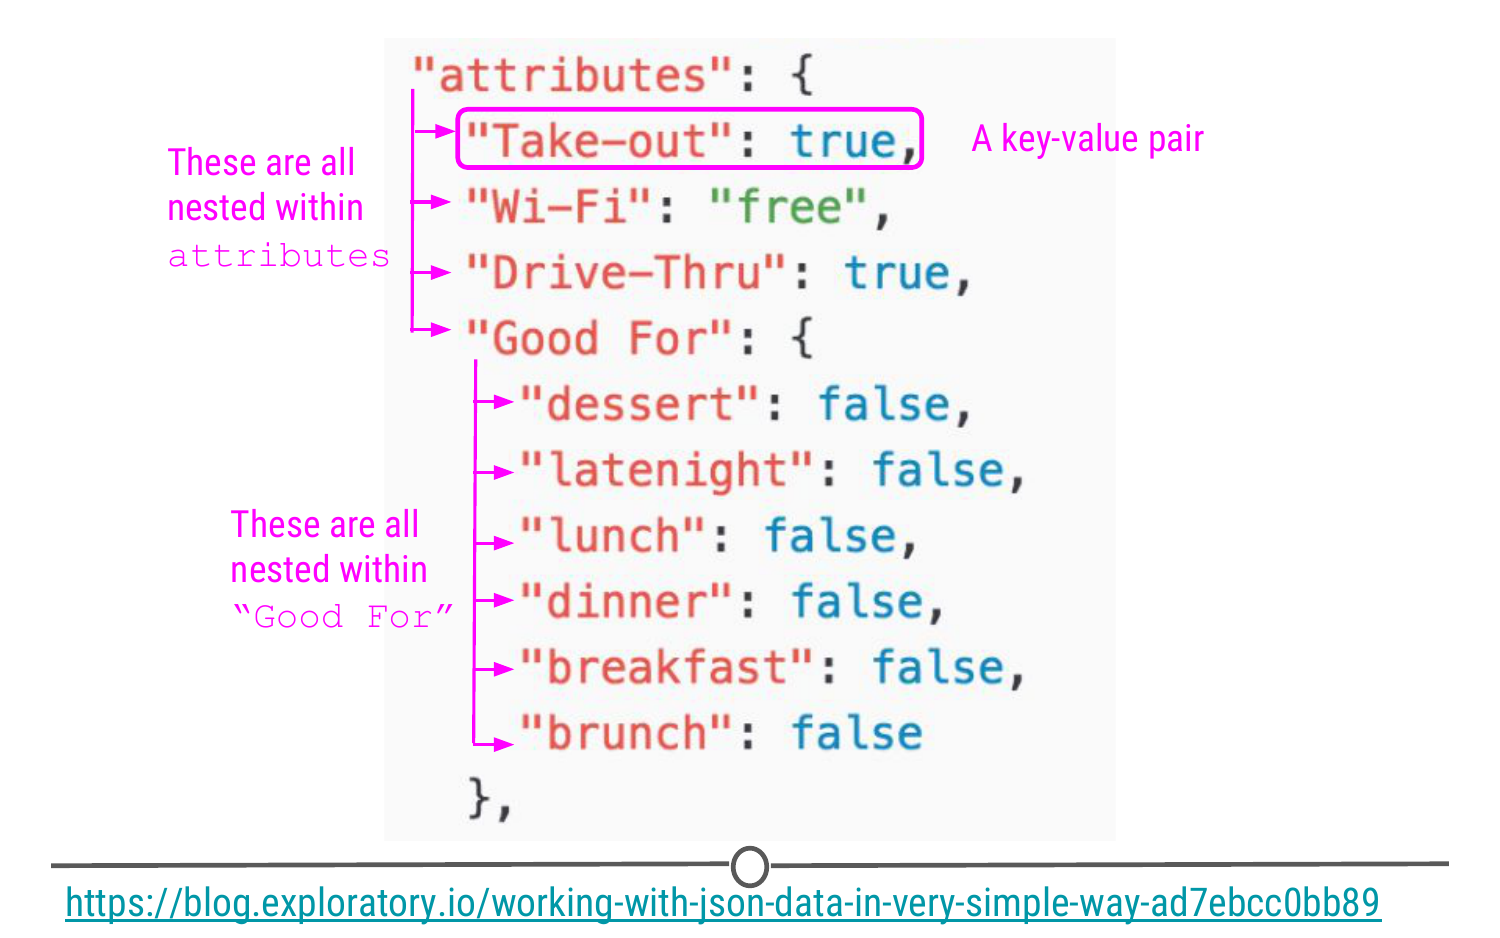 "attributes": {
"Take-out": true,
A key-value pair
These are all
nested within
attributes
"Wi-Fi": "free",
"Drive-Thru": true,
"Good For": {
"dessert": false,
"latenight": false,
"lunch": false,
These are all
nested within
“Good For”
"dinner": false,
"breakfast": false,
"brunch": false
},
https://blog.exploratory.io/working-with-json-data-in-very-simple-way-ad7ebcc0bb89